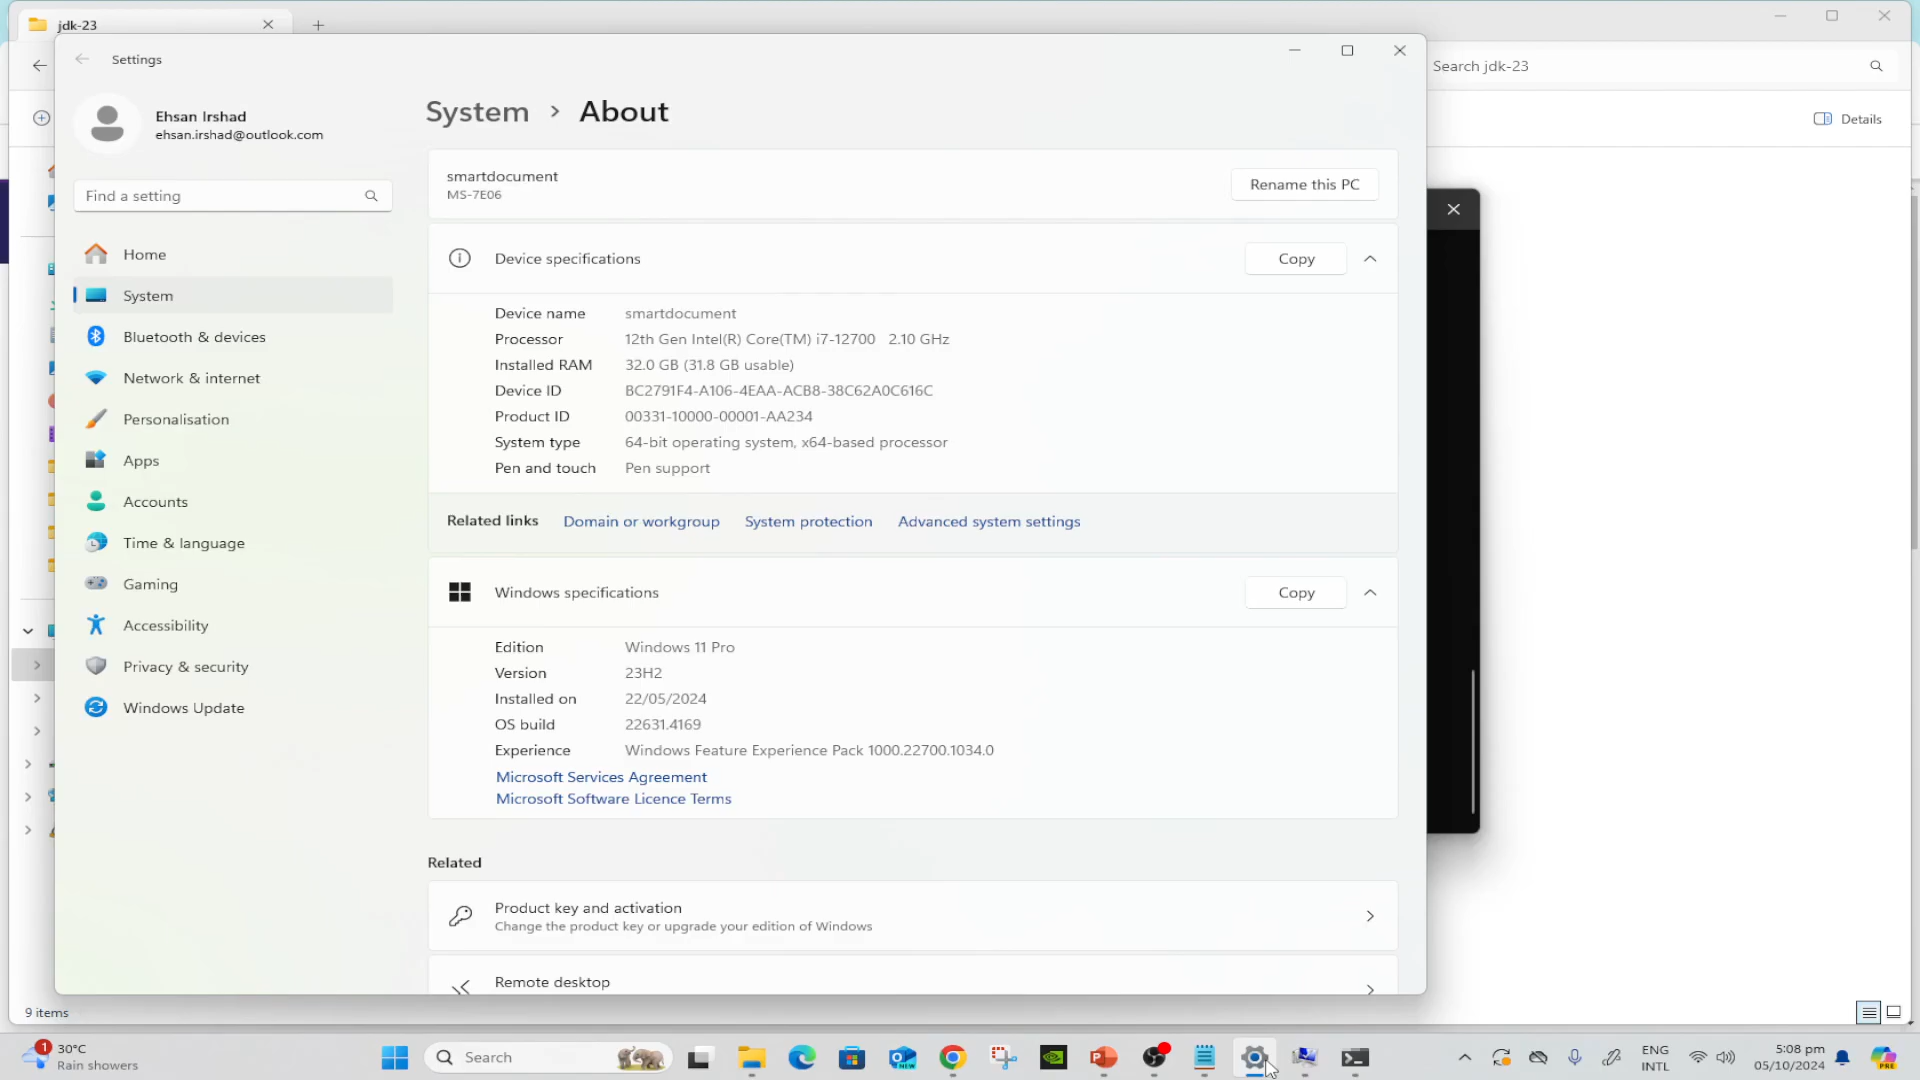 jdk-23
Settings
Search jdk-23
Details
Ehsan Irshad
ehsan.irshad@outlook.com
Find a setting
Home
System
Bluetooth & devices
Network & internet
Personalisation
Apps
Accounts
Time & language
Gaming
Accessibility
Privacy & security
Windows Update
System > About
smartdocument
MS-7E06
Rename this PC
Device specifications
Copy
Device name smartdocument
Processor 12th Gen Intel(R) Core(TM) i7-12700 2.10 GHz
Installed RAM 32.0 GB (31.8 GB usable)
Device ID BC2791F4-A106-4EAA-ACB8-38C62A0C616C
Product ID 00331-10000-00001-AA234
System type 64-bit operating system, x64-based processor
Pen and touch Pen support
Related links Domain or workgroup System protection Advanced system settings
Windows specifications
Copy
Edition Windows 11 Pro
Version 23H2
Installed on 22/05/2024
OS build 22631.4169
Experience Windows Feature Experience Pack 1000.22700.1034.0
Microsoft Services Agreement
Microsoft Software Licence Terms
Related
Product key and activation
Change the product key or upgrade your edition of Windows
Remote desktop
9 items
1
30°C
Rain showers
Search
NEW
ENG
INTL
5:08 pm
05/10/2024
PRE